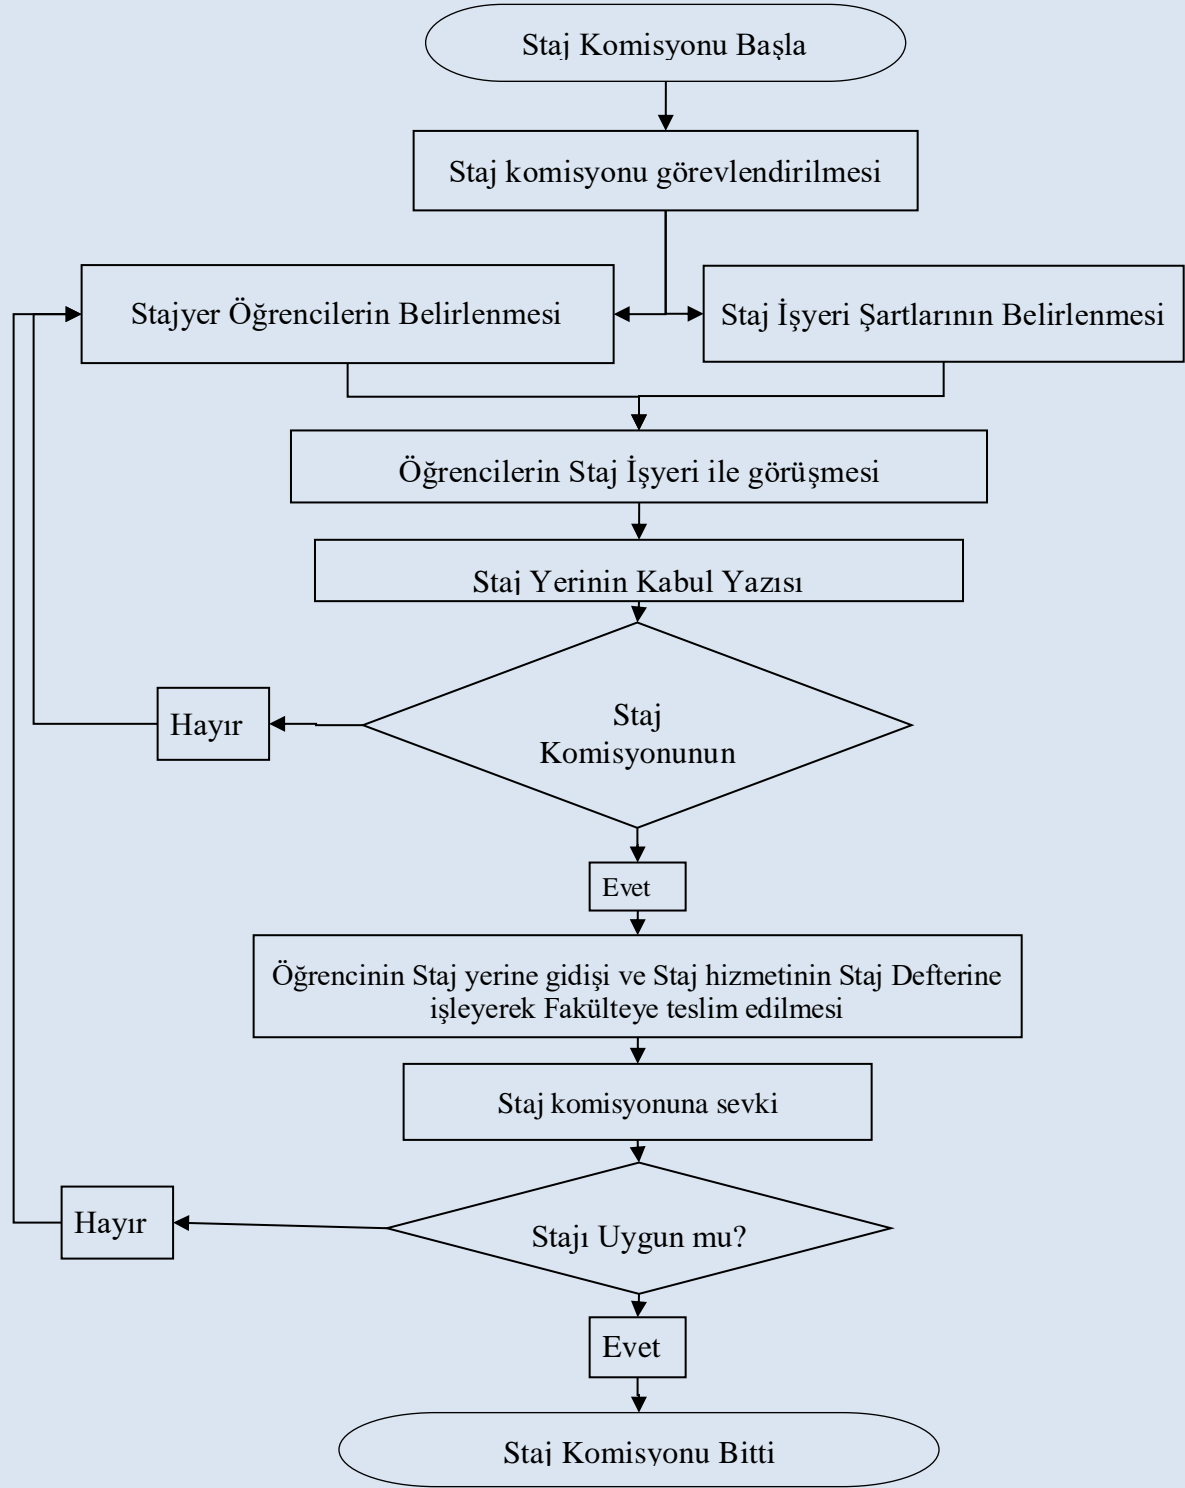 Staj Komisyonu Başla
Staj komisyonu görevlendirilmesi
Stajyer Öğrencilerin Belirlenmesi
Staj İşyeri Şartlarının Belirlenmesi
Öğrencilerin Staj İşyeri ile görüşmesi
Staj Yerinin Kabul Yazısı
Staj
Komisyonunun
Hayır
Evet
Öğrencinin Staj yerine gidişi ve Staj hizmetinin Staj Defterine
işleyerek Fakülteye teslim edilmesi
Staj komisyonuna sevki
Stajı Uygun mu?
Hayır
Evet
Staj Komisyonu Bitti